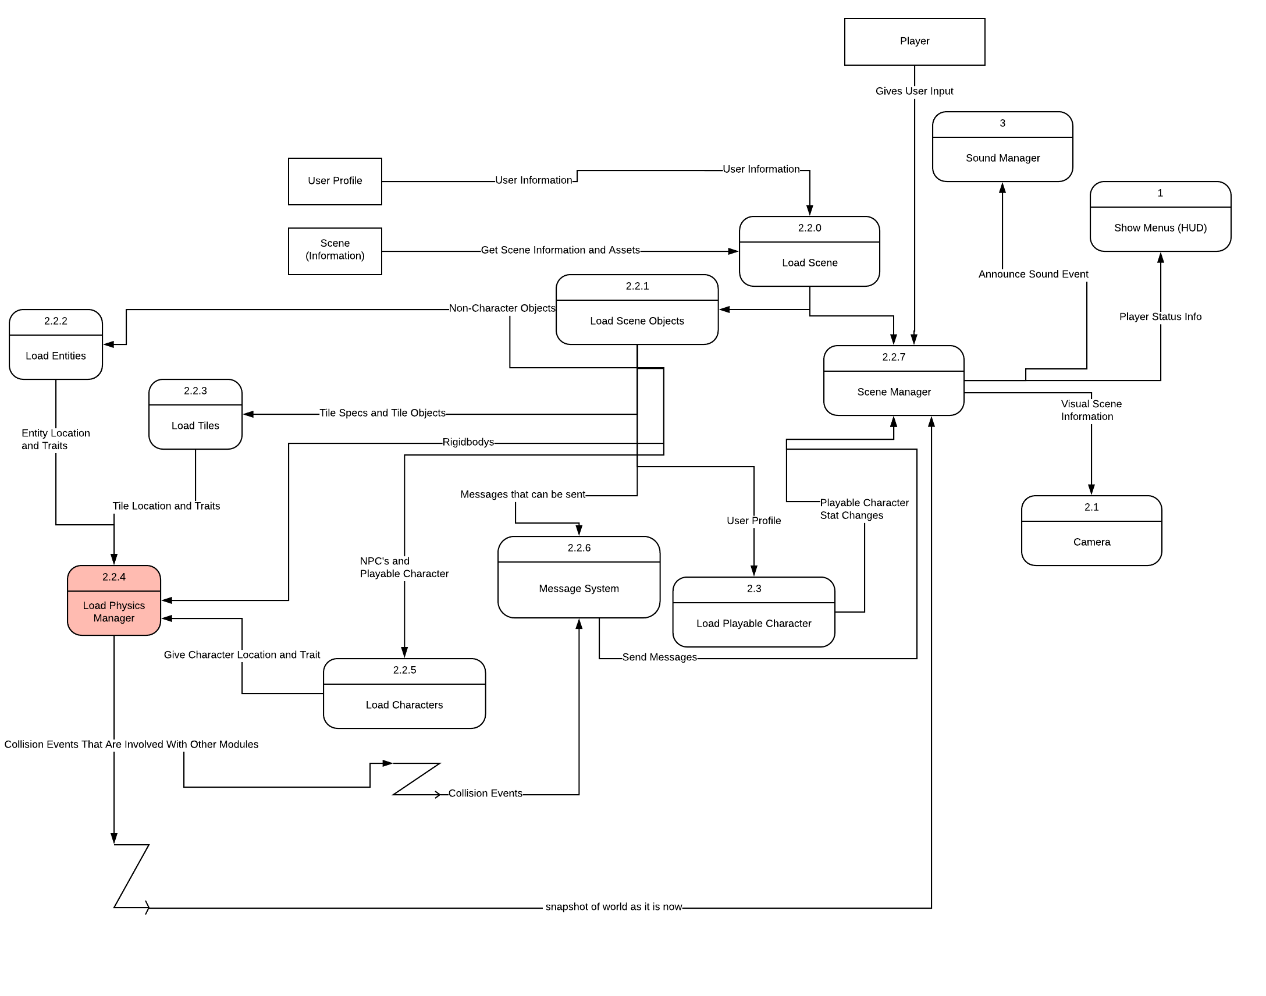 Player
Gives User Input
3
Sound Manager
User Profile
User Information
User Information
1
Show Menus (HUD)
2.2.0
Load Scene
Scene
(Information)
Get Scene Information and Assets
Announce Sound Event
2.2.1
Load Scene Objects
Non-Character Objects
2.2.2
Load Entities
Player Status Info
2.2.7
Scene Manager
2.2.3
Load Tiles
Tile Specs and Tile Objects
Visual Scene
Information
Entity Location
and Traits
Rigidbodys
Messages that can be sent
Tile Location and Traits
Playable Character
Stat Changes
2.1
Camera
User Profile
2.2.6
Message System
NPC's and
Playable Character
2.2.4
Load Physics
Manager
2.3
Load Playable Character
Give Character Location and Trait
Send Messages
2.2.5
Load Characters
Collision Events That Are Involved With Other Modules
Collision Events
snapshot of world as it is now